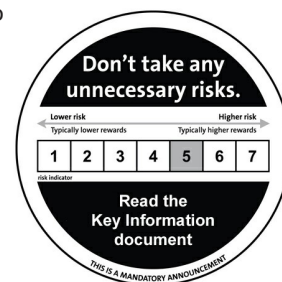 Don't take any
unnecessary risks.
Lower risk Higher risk
Typically lower rewards Typically higher rewards
1 2 3 4 5 6 7
risk indicator
Read the
Key Information
document
THIS IS A MANDATORY ANNOUNCEMENT